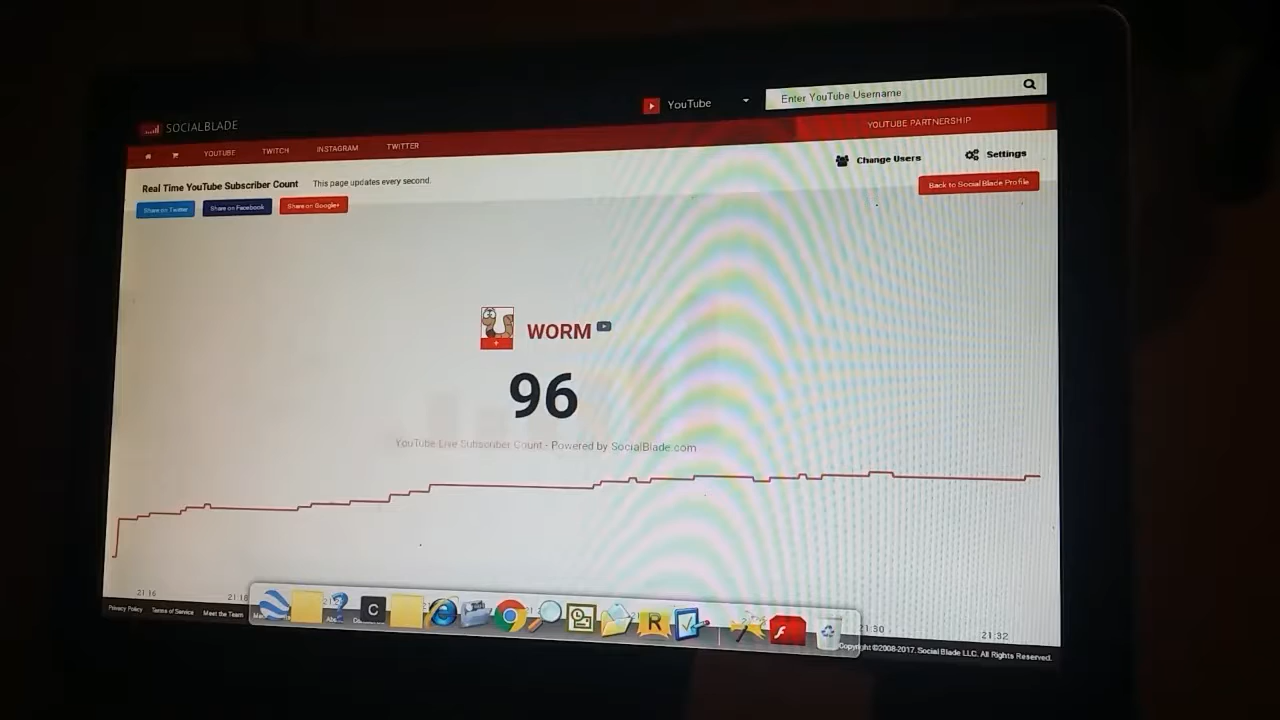 YouTube
Enter YouTube Username
SOCIALBLADE
YOUTUBE PARTNERSHIP
YOUTUBE TWITCH INSTAGRAM TWITTER
Change Users Settings
Real Time YouTube Subscriber Count This page updates every second.
Back to Social Blade Profile
Share on Twitter Share on Facebook Share on Google+
WORM
96
YouTube Live Subscriber Count - Powered by SocialBlade.com
21:16 21:18 21:30 21:32
Privacy Policy Terms of Service Meet the Team
C
R
Copyright ©2008-2017. Social Blade LLC. All Rights Reserved.